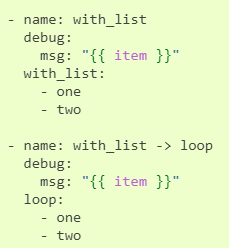 - name: with_list
  debug:
    msg: "{{ item }}"
  with_list:
    - one
    - two

- name: with_list -> loop
  debug:
    msg: "{{ item }}"
  loop:
    - one
    - two